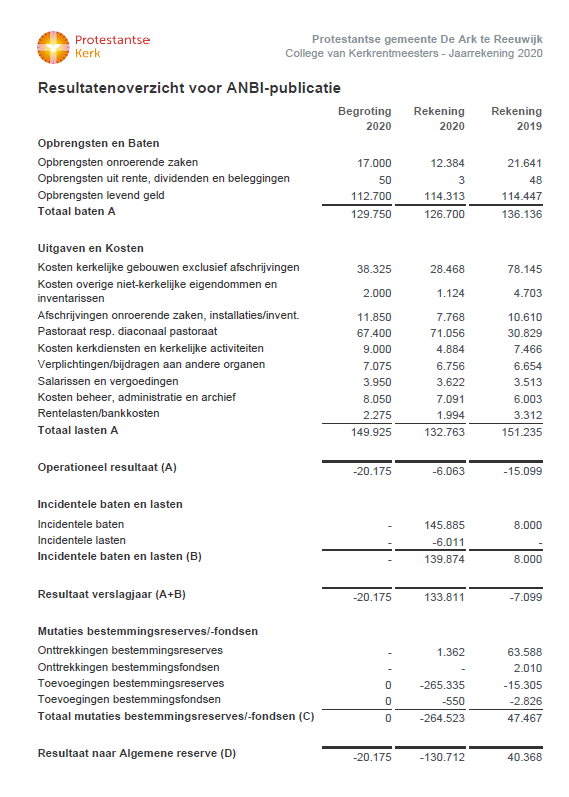 Protestantse
Kerk
Protestantse gemeente De Ark te Reeuwijk
College van Kerkrentmeesters - Jaarrekening 2020
Resultatenoverzicht voor ANBI-publicatie
Begroting Rekening Rekening
2020 2020 2019
Opbrengsten en Baten
Opbrengsten onroerende zaken 17.000 12.384 21.641
Opbrengsten uit rente, dividenden en beleggingen 50 3 48
Opbrengsten levend geld 112.700 114.313 114.447
Totaal baten A 129.750 126.700 136.136
Uitgaven en Kosten
Kosten kerkelijke gebouwen exclusief afschrijvingen 38.325 28.468 78.145
Kosten overige niet-kerkelijke eigendommen en
inventarissen 2.000 1.124 4.703
Afschrijvingen onroerende zaken, installaties/invent. 11.850 7.768 10.610
Pastoraat resp. diaconaal pastoraat 67.400 71.056 30.829
Kosten kerkdiensten en kerkelijke activiteiten 9.000 4.884 7.466
Verplichtingen/bijdragen aan andere organen 7.075 6.756 6.654
Salarissen en vergoedingen 3.950 3.622 3.513
Kosten beheer, administratie en archief 8.050 7.091 6.003
Rentelasten/bankkosten 2.275 1.994 3.312
Totaal lasten A 149.925 132.763 151.235
Operationeel resultaat (A) -20.175 -6.063 -15.099
Incidentele baten en lasten
Incidentele baten - 145.885 8.000
Incidentele lasten - -6.011 -
Incidentele baten en lasten (B) - 139.874 8.000
Resultaat verslagjaar (A+B) -20.175 133.811 -7.099
Mutaties bestemmingsreserves/-fondsen
Onttrekkingen bestemmingsreserves - 1.362 63.588
Onttrekkingen bestemmingsfondsen - - 2.010
Toevoegingen bestemmingsreserves 0 -265.335 -15.305
Toevoegingen bestemmingsfondsen 0 -550 -2.826
Totaal mutaties bestemmingsreserves/-fondsen (C) 0 -264.523 47.467
Resultaat naar Algemene reserve (D) -20.175 -130.712 40.368